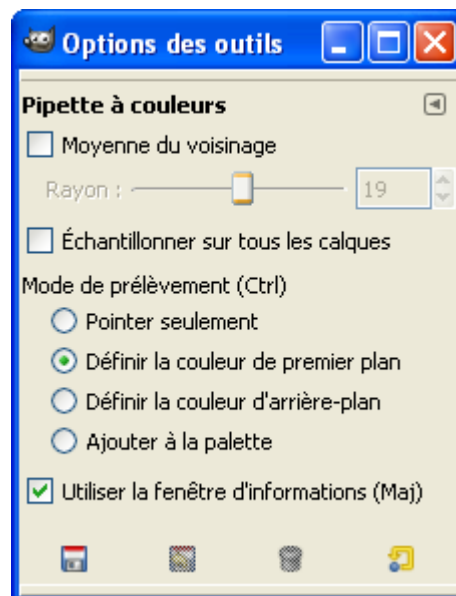 Options des outils
Pipette à couleurs
Moyenne du voisinage
Rayon : 19
Échantillonner sur tous les calques
Mode de prélèvement (Ctrl)
Pointer seulement
Définir la couleur de premier plan
Définir la couleur d'arrière-plan
Ajouter à la palette
Utiliser la fenêtre d'informations (Maj)